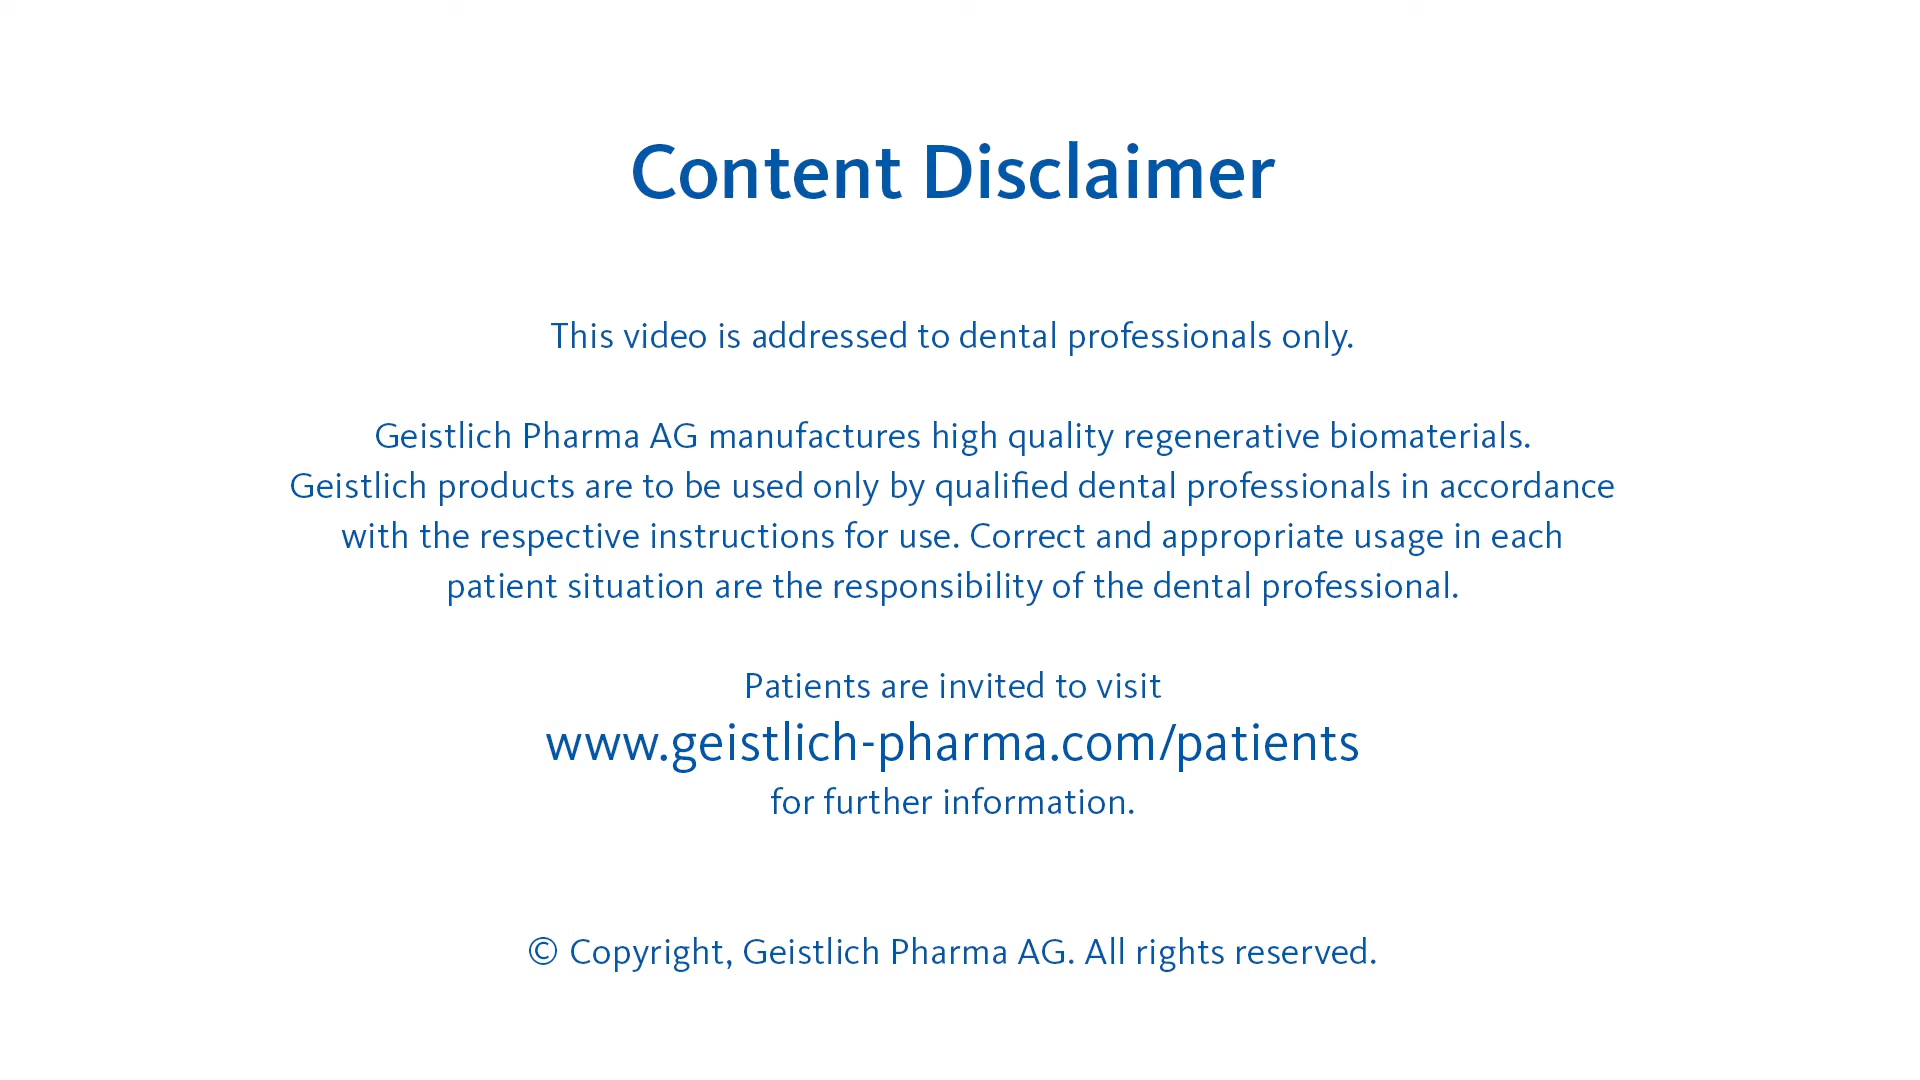 Content Disclaimer
This video is addressed to dental professionals only.
Geistlich Pharma AG manufactures high quality regenerative biomaterials.
Geistlich products are to be used only by qualified dental professionals in accordance
with the respective instructions for use. Correct and appropriate usage in each
patient situation are the responsibility of the dental professional.
Patients are invited to visit
www.geistlich-pharma.com/patients
for further information.
© Copyright, Geistlich Pharma AG. All rights reserved.